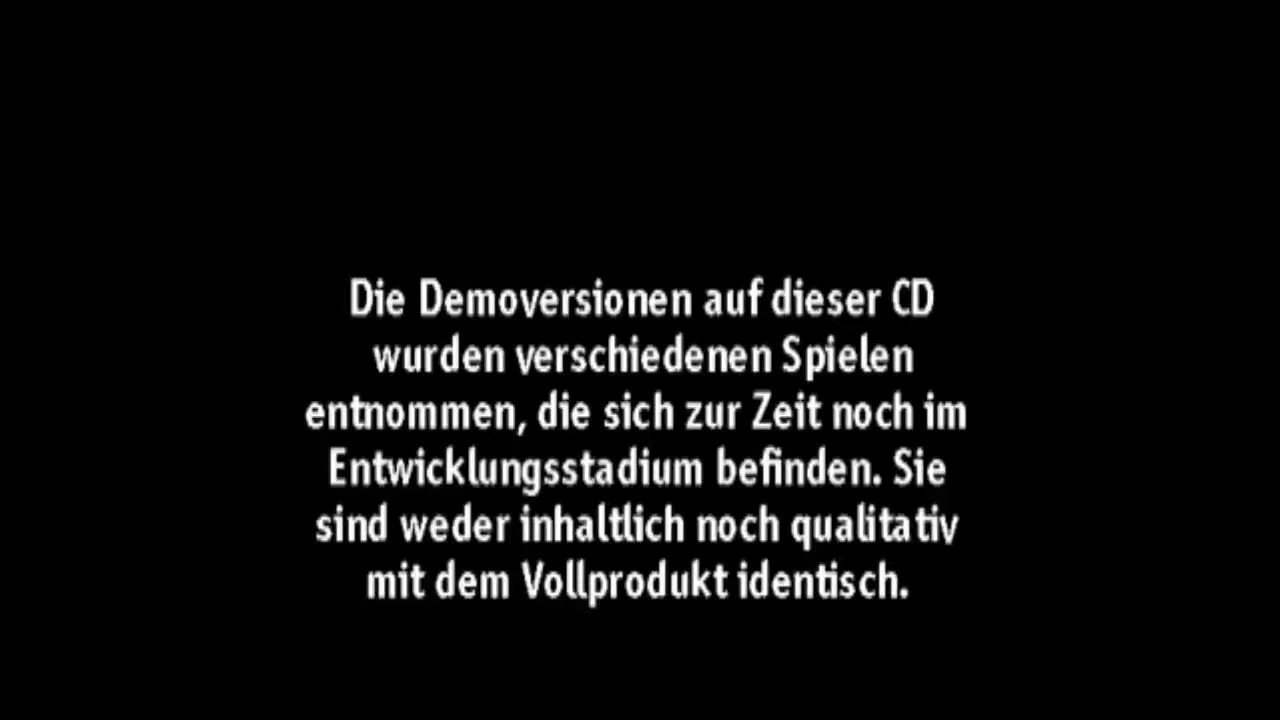 Die Demoversionen auf dieser CD
wurden verschiedenen Spielen
entnommen, die sich zur Zeit noch im
Entwicklungsstadium befinden. Sie
sind weder inhaltlich noch qualitativ
mit dem Vollprodukt identisch.